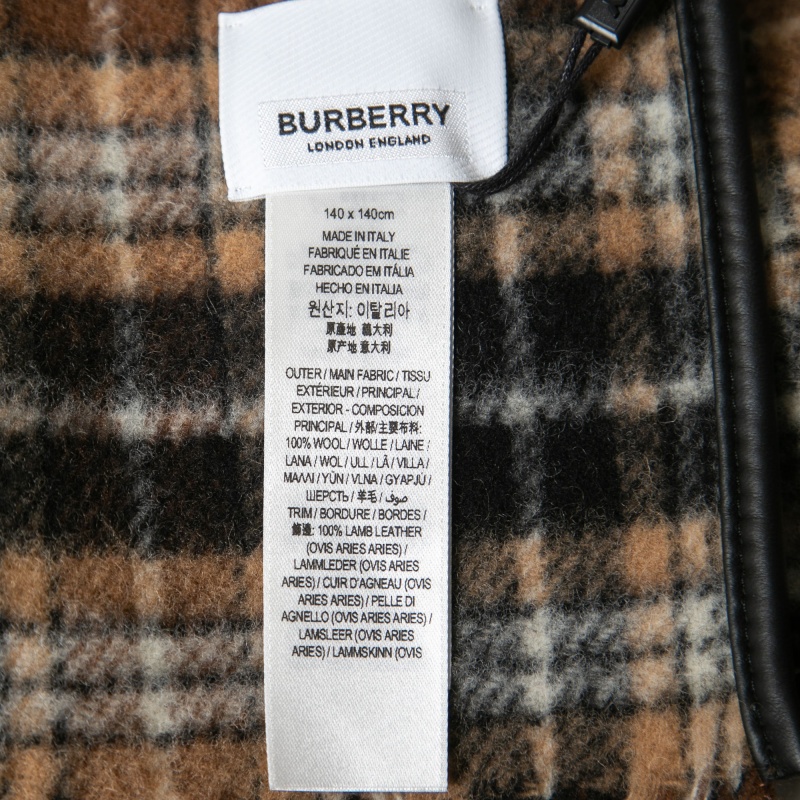 BURBERRY
LONDON ENGLAND
140 x 140cm
MADE IN ITALY
FABRIQUÉ EN ITALIE
FABRICADO EM ITÁLIA
HECHO EN ITALIA
원산지: 이탈리아
原產地 義大利
原产地 意大利
OUTER / MAIN FABRIC / TISSU
EXTÉRIEUR / PRINCIPAL /
EXTERIOR - COMPOSICION
PRINCIPAL / 外部/主要布料:
100% WOOL / WOLLE / LAINE /
LANA / WOL / ULL / LÃ / VILLA /
ΜΑΛΛΙ / YÜN / VLNA / GYAPJÚ /
ШЕРСТЬ / 羊毛 / صوف
TRIM / BORDURE / BORDES /
飾邊: 100% LAMB LEATHER
(OVIS ARIES ARIES) /
LAMMLEDER (OVIS ARIES
ARIES) / CUIR D'AGNEAU (OVIS
ARIES ARIES) / PELLE DI
AGNELLO (OVIS ARIES ARIES) /
LAMSLEER (OVIS ARIES
ARIES) / LAMMSKINN (OVIS